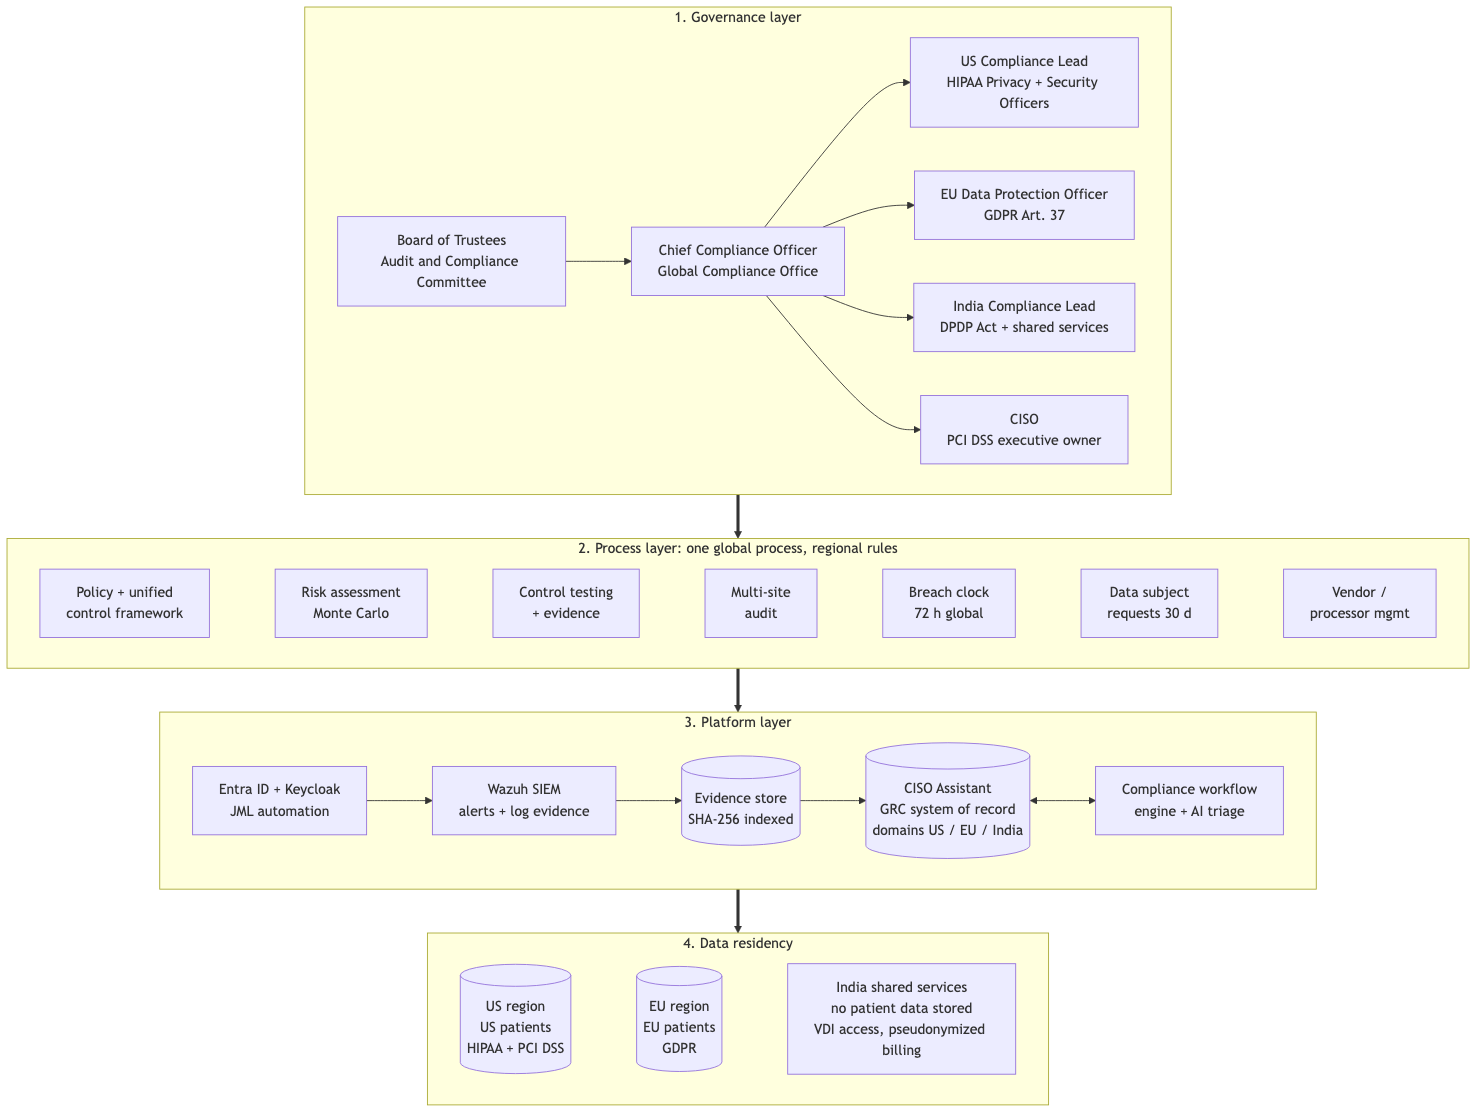 1. Governance layer
US Compliance Lead
HIPAA Privacy + Security
Officers
EU Data Protection Officer
GDPR Art. 37
Board of Trustees
Audit and Compliance
Committee
Chief Compliance Officer
Global Compliance Office
India Compliance Lead
DPDP Act + shared services
CISO
PCI DSS executive owner
2. Process layer: one global process, regional rules
Policy + unified
control framework
Risk assessment
Monte Carlo
Control testing
+ evidence
Multi-site
audit
Breach clock
72 h global
Data subject
requests 30 d
Vendor /
processor mgmt
3. Platform layer
Entra ID + Keycloak
JML automation
Wazuh SIEM
alerts + log evidence
Evidence store
SHA-256 indexed
CISO Assistant
GRC system of record
domains US / EU / India
Compliance workflow
engine + AI triage
4. Data residency
US region
US patients
HIPAA + PCI DSS
EU region
EU patients
GDPR
India shared services
no patient data stored
VDI access, pseudonymized
billing